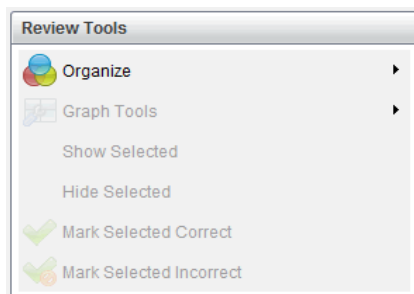 Review Tools
Organize
Graph Tools
Show Selected
Hide Selected
Mark Selected Correct
Mark Selected Incorrect